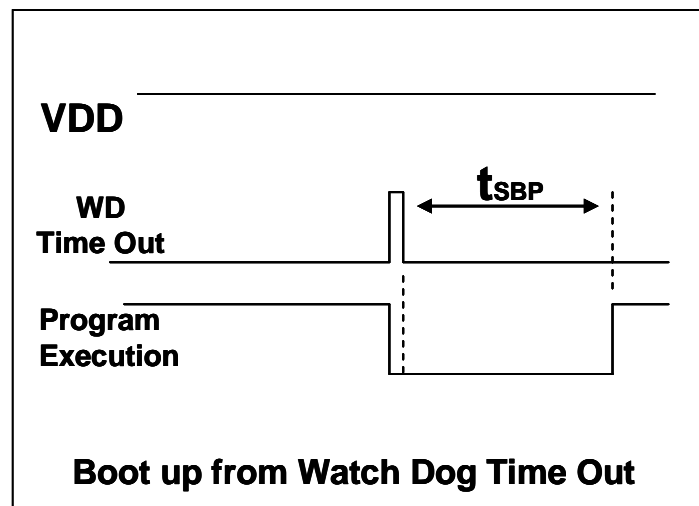 VDD
tSBP
WD
Time Out
Program
Execution
Boot up from Watch Dog Time Out